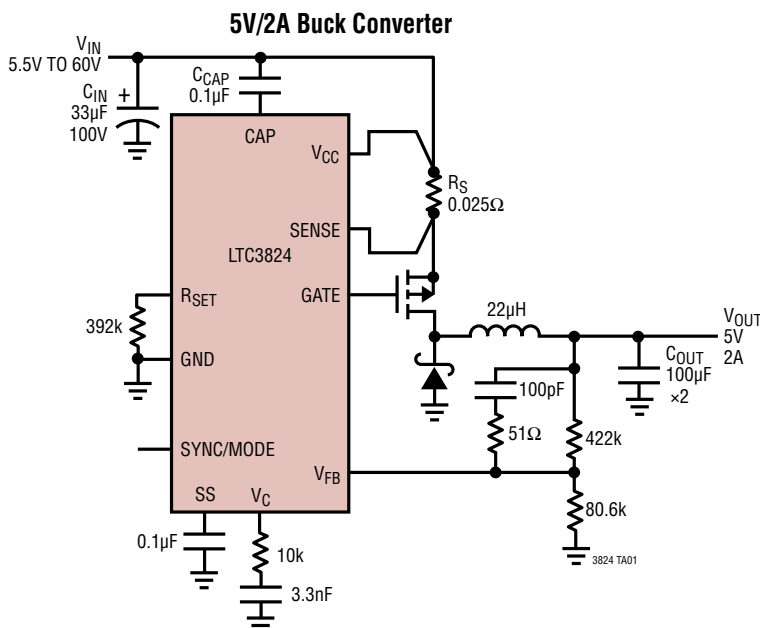 5V/2A Buck Converter
VIN
5.5V TO 60V
CIN
33µF
100V
+
CCAP
0.1µF
CAP
VCC
RS
0.025Ω
SENSE
LTC3824
RSET
GATE
392k
GND
22µH
VOUT
5V
2A
COUT
100µF
×2
100pF
51Ω
422k
SYNC/MODE
VFB
80.6k
SS
VC
0.1µF
10k
3.3nF
3824 TA01